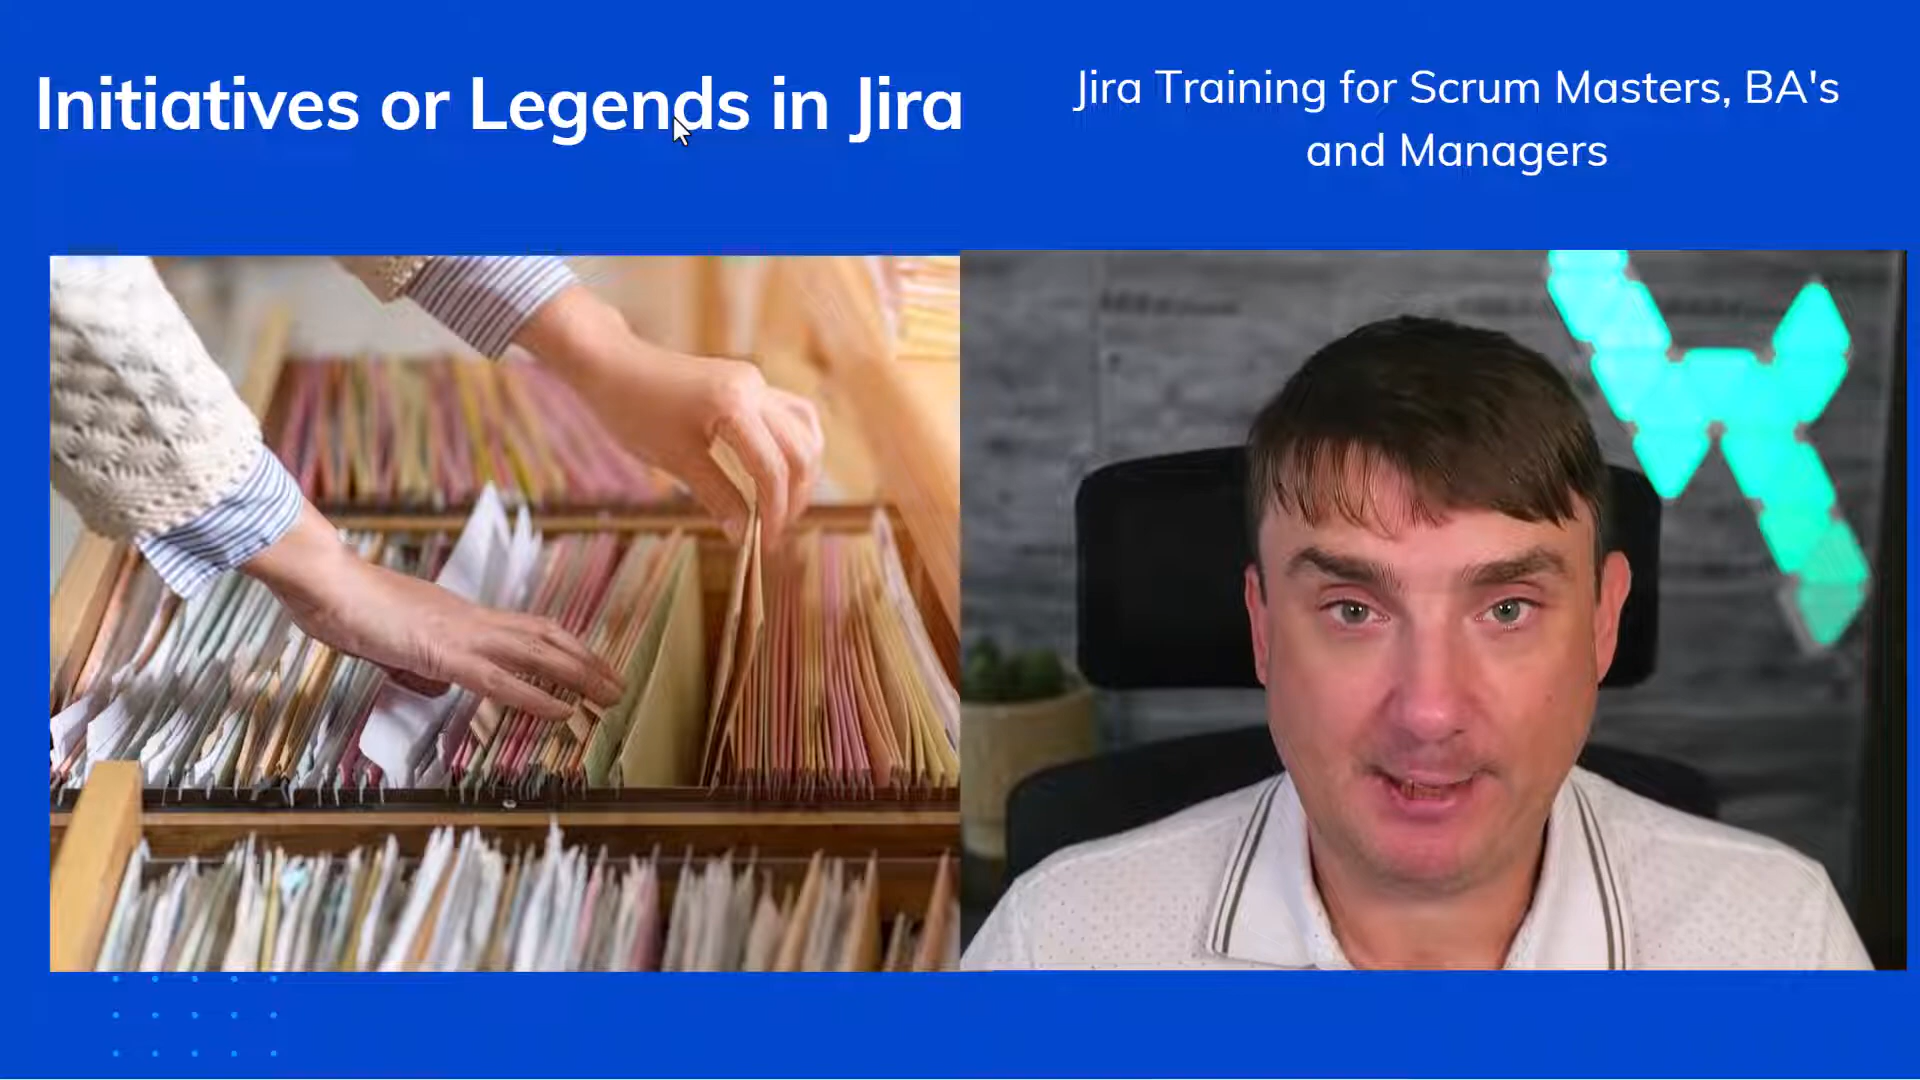 Initiatives or Legends in Jira
Jira Training for Scrum Masters, BA's
and Managers